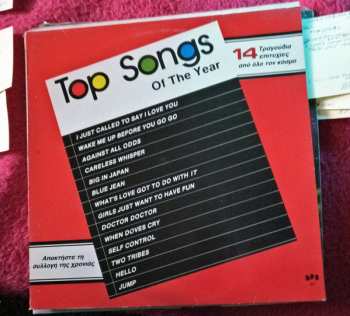 Top Songs
Of The Year
14 Τραγούδια
επιτυχίες
από όλο τον κόσμο
I JUST CALLED TO SAY I LOVE YOU
WAKE ME UP BEFORE YOU GO GO
AGAINST ALL ODDS
CARELESS WHISPER
BIG IN JAPAN
BLUE JEAN
WHAT'S LOVE GOT TO DO WITH IT
GIRLS JUST WANT TO HAVE FUN
DOCTOR DOCTOR
WHEN DOVES CRY
SELF CONTROL
TWO TRIBES
HELLO
JUMP
Αποκτήστε τη
συλλογή της χρονιάς